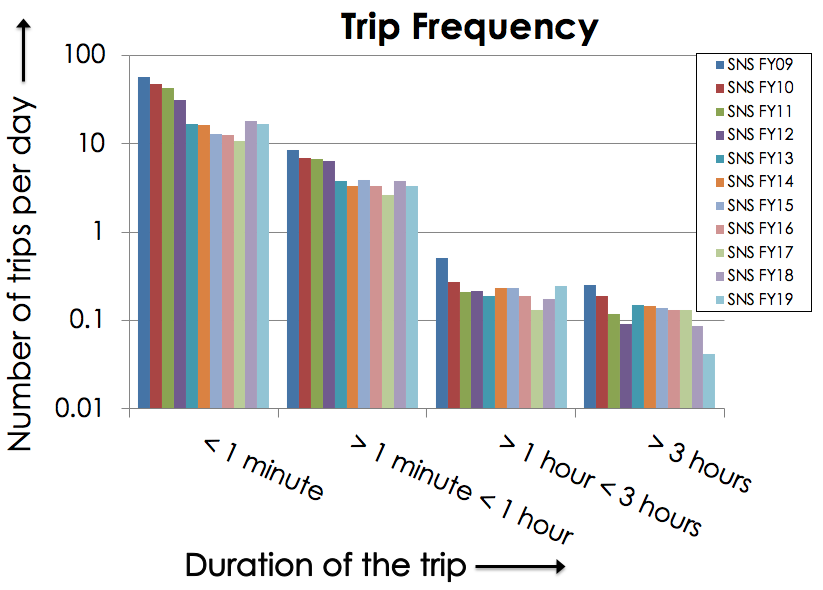 Trip Frequency
Number of trips per day
100
10
1
0.1
0.01
SNS FY09
SNS FY10
SNS FY11
SNS FY12
SNS FY13
SNS FY14
SNS FY15
SNS FY16
SNS FY17
SNS FY18
SNS FY19
< 1 minute
> 1 minute < 1 hour
> 1 hour < 3 hours
> 3 hours
Duration of the trip